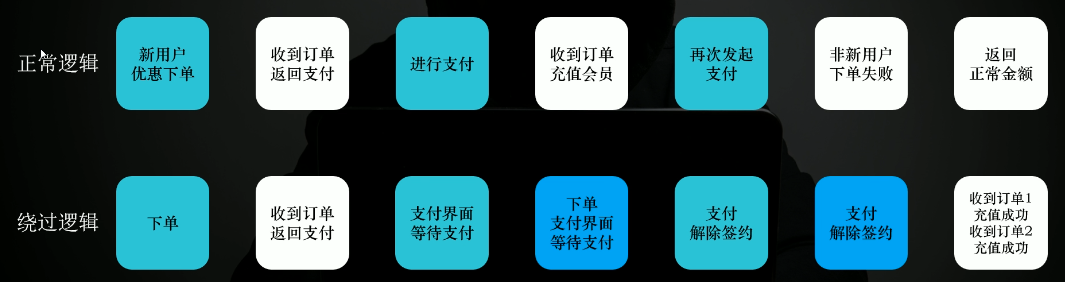 正常逻辑
新用户
优惠下单
收到订单
返回支付
进行支付
收到订单
充值会员
再次发起
支付
非新用户
下单失败
返回
正常金额
绕过逻辑
下单
收到订单
返回支付
支付界面
等待支付
下单
支付界面
等待支付
支付
解除签约
支付
解除签约
收到订单1
充值成功
收到订单2
充值成功